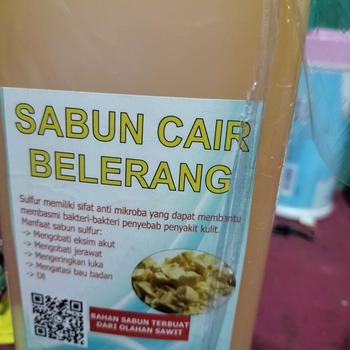 SABUN CAIR
BELERANG
Sulfur memiliki sifat anti mikroba yang dapat membantu
membasmi bakteri-bakteri penyebab penyakit kulit.
Manfaat sabun sulfur:
-> Mengobati eksim akut
-> Mengobati jerawat
-> Mengeringkan luka
-> Mengatasi bau badan
-> Dll
BAHAN SABUN TERBUAT
DARI OLAHAN SAWIT